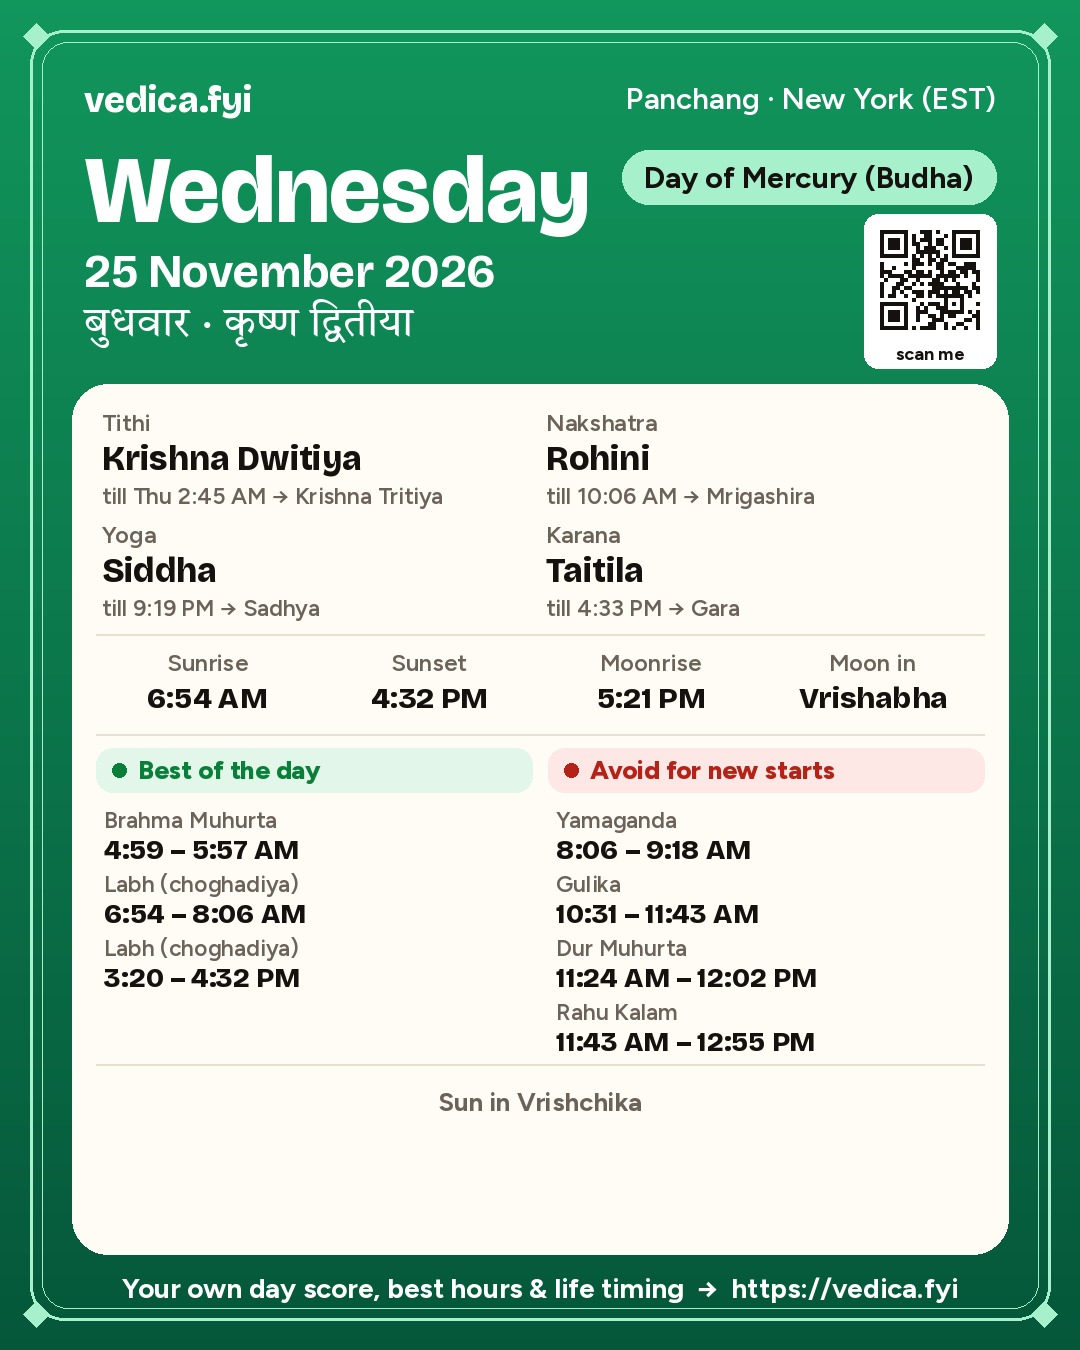 vedica.fyi
Panchang · New York (EST)
Wednesday
Day of Mercury (Budha)
25 November 2026
बुधवार · कृष्ण द्वितीया
scan me
Tithi
Krishna Dwitiya
till Thu 2:45 AM → Krishna Tritiya
Nakshatra
Rohini
till 10:06 AM → Mrigashira
Yoga
Siddha
till 9:19 PM → Sadhya
Karana
Taitila
till 4:33 PM → Gara
Sunrise
6:54 AM
Sunset
4:32 PM
Moonrise
5:21 PM
Moon in
Vrishabha
Best of the day
Brahma Muhurta
4:59 – 5:57 AM
Labh (choghadiya)
6:54 – 8:06 AM
Labh (choghadiya)
3:20 – 4:32 PM
Avoid for new starts
Yamaganda
8:06 – 9:18 AM
Gulika
10:31 – 11:43 AM
Dur Muhurta
11:24 AM – 12:02 PM
Rahu Kalam
11:43 AM – 12:55 PM
Sun in Vrishchika
Your own day score, best hours & life timing → https://vedica.fyi